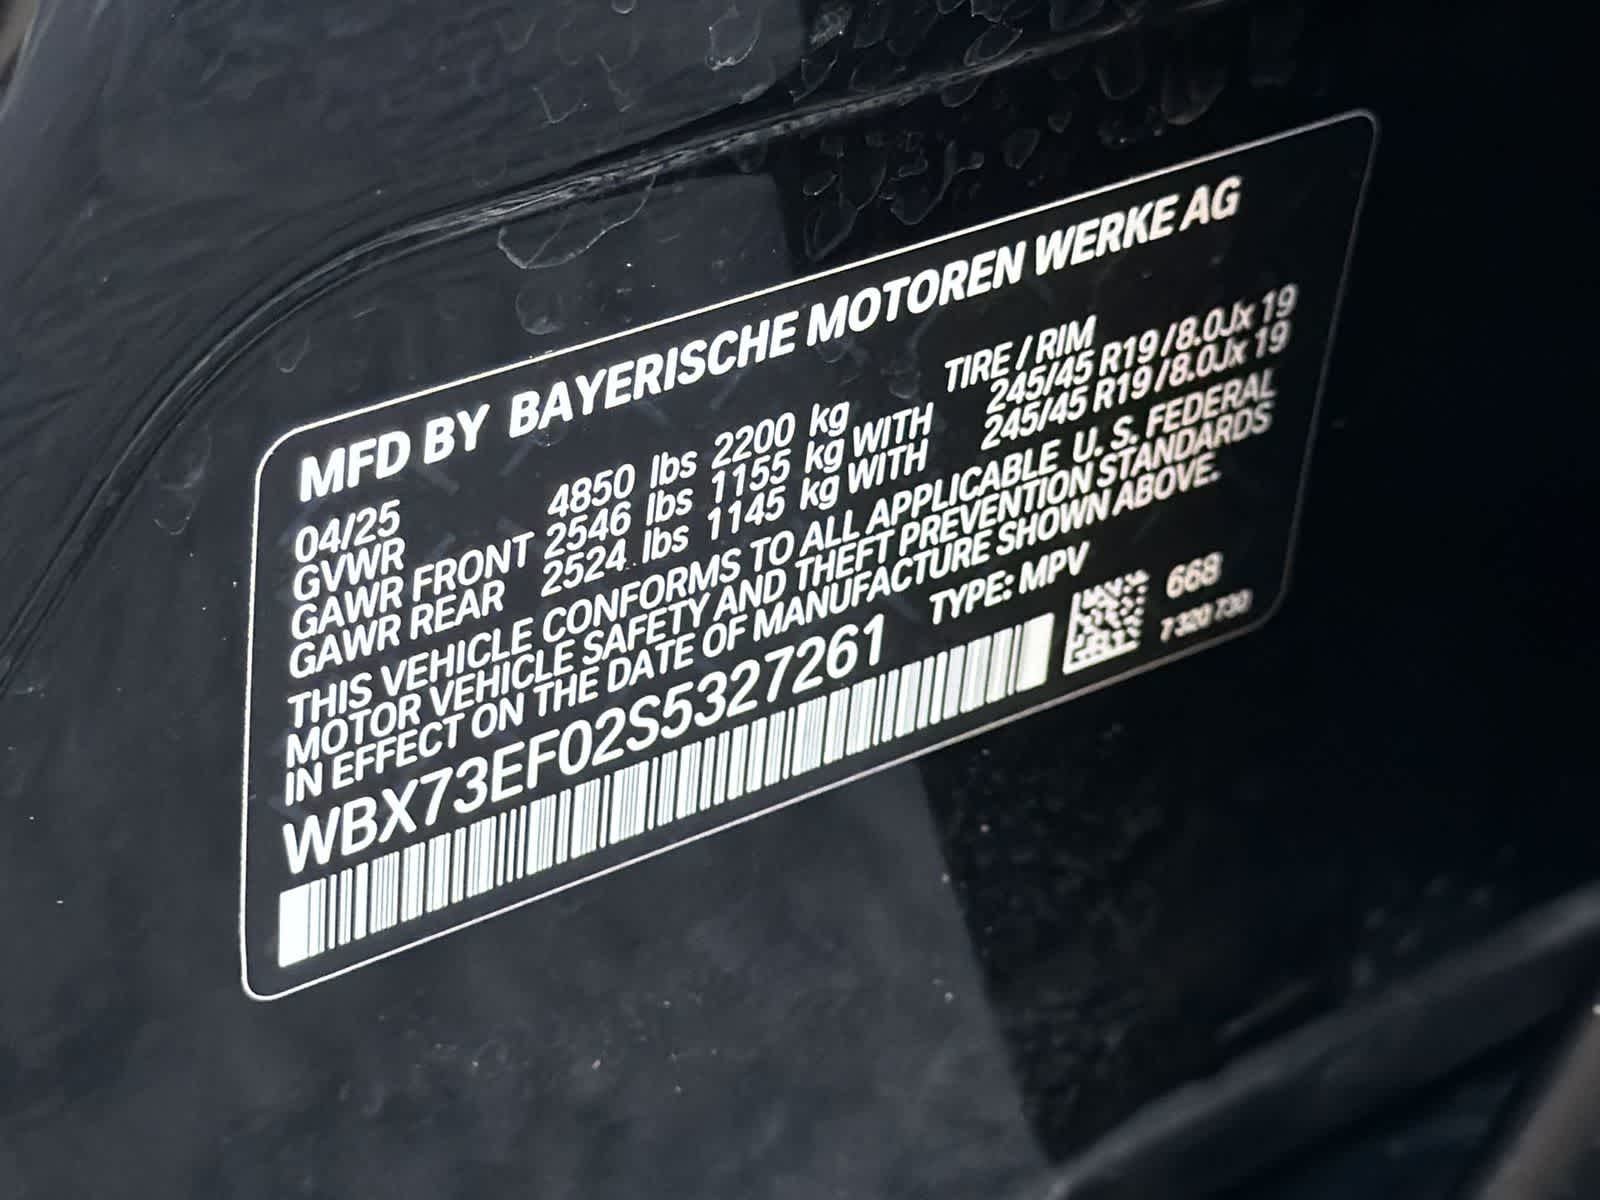 MFD BY BAYERISCHE MOTOREN WERKE AG
04/25 TIRE / RIM
GVWR 4850 lbs 2200 kg
GAWR FRONT 2546 lbs 1155 kg WITH 245/45 R19 / 8.0Jx 19
GAWR REAR 2524 lbs 1145 kg WITH 245/45 R19 / 8.0Jx 19
THIS VEHICLE CONFORMS TO ALL APPLICABLE U. S. FEDERAL
MOTOR VEHICLE SAFETY AND THEFT PREVENTION STANDARDS
IN EFFECT ON THE DATE OF MANUFACTURE SHOWN ABOVE.
WBX73EF02S5327261 TYPE: MPV
668
7 320 730